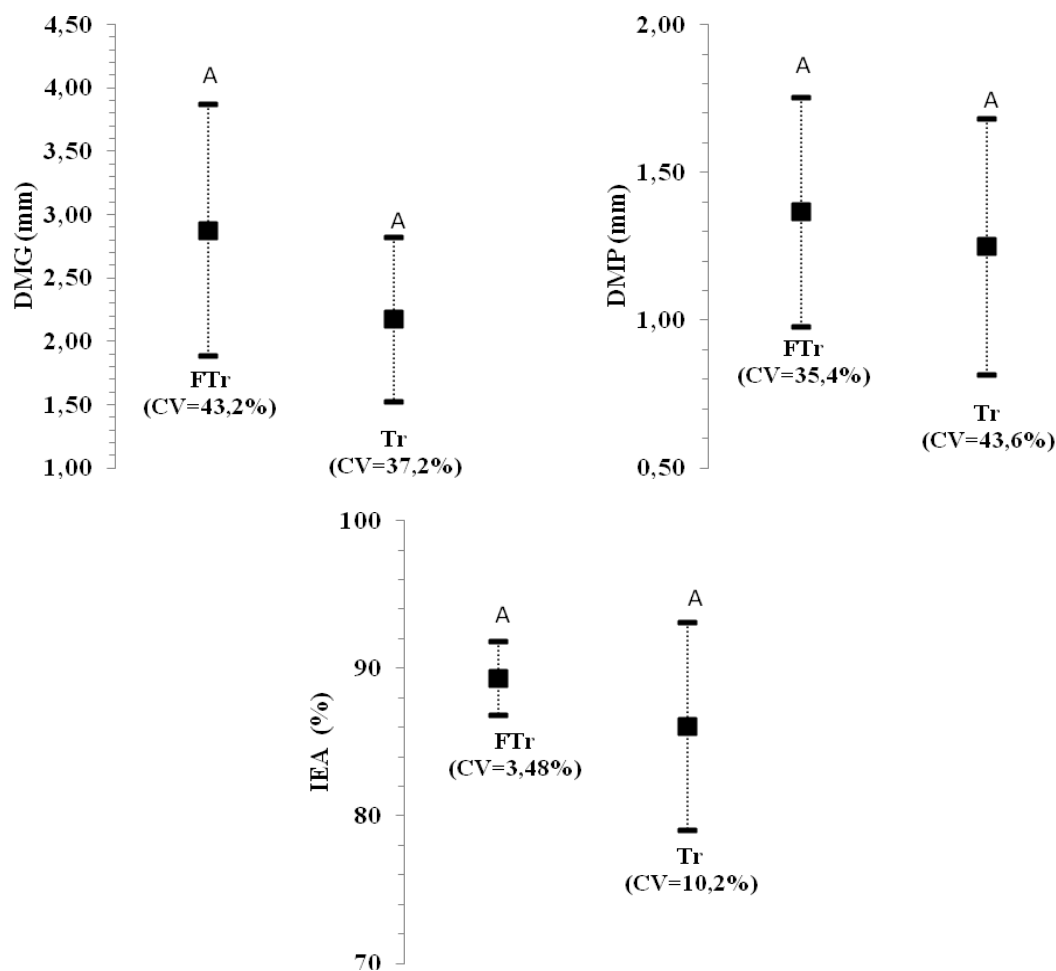 4,50
4,00
3,50
3,00
2,50
2,00
1,50
1,00
DMG (mm)
A
FTr
(CV=43,2%)
A
Tr
(CV=37,2%)
2,00
1,50
1,00
0,50
DMP (mm)
A
FTr
(CV=35,4%)
A
Tr
(CV=43,6%)
100
90
80
70
IEA (%)
A
FTr
(CV=3,48%)
A
Tr
(CV=10,2%)